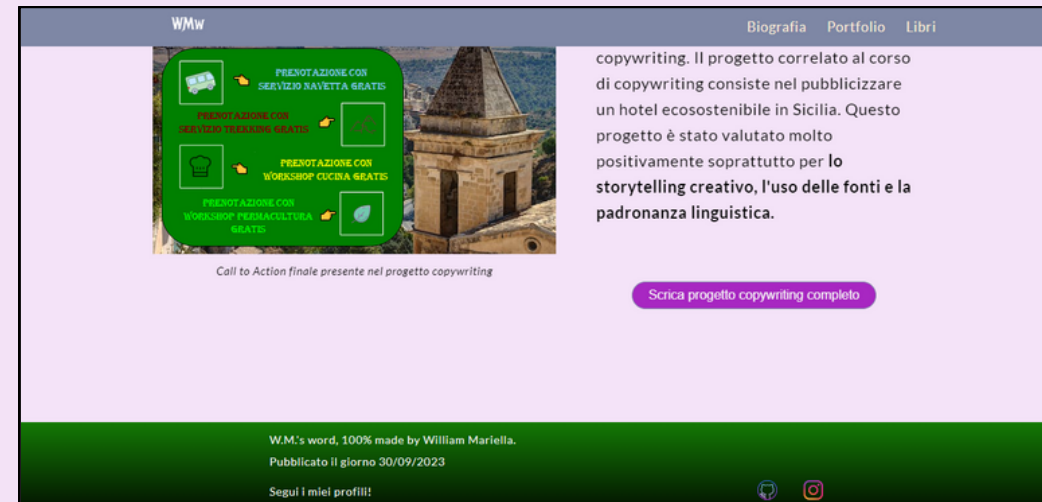 WMw
Biografia Portfolio Libri
PRENOTAZIONE CON
SERVIZIO NAVETTA GRATIS
PRENOTAZIONE CON
SERVIZIO TREKKING GRATIS
PRENOTAZIONE CON
WORKSHOP CUCINA GRATIS
PRENOTAZIONE CON
WORKSHOP PERMACULTURA
GRATIS
Call to Action finale presente nel progetto copywriting
copywriting. Il progetto correlato al corso
di copywriting consiste nel pubblicizzare
un hotel ecosostenibile in Sicilia. Questo
progetto è stato valutato molto
positivamente soprattutto per lo
storytelling creativo, l'uso delle fonti e la
padronanza linguistica.
Scrica progetto copywriting completo
W.M.'s word, 100% made by William Mariella.
Pubblicato il giorno 30/09/2023
Segui i miei profili!